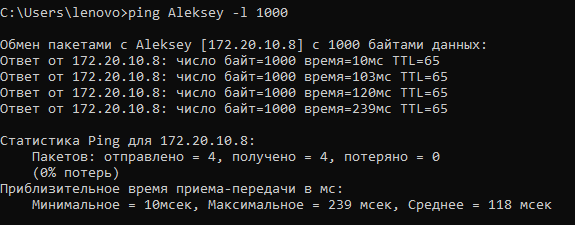 C:\Users\lenovo>ping Aleksey -l 1000
Обмен пакетами с Aleksey [172.20.10.8] с 1000 байтами данных:
Ответ от 172.20.10.8: число байт=1000 время=10мс TTL=65
Ответ от 172.20.10.8: число байт=1000 время=103мс TTL=65
Ответ от 172.20.10.8: число байт=1000 время=120мс TTL=65
Ответ от 172.20.10.8: число байт=1000 время=239мс TTL=65
Статистика Ping для 172.20.10.8:
Пакетов: отправлено = 4, получено = 4, потеряно = 0
(0% потерь)
Приблизительное время приема-передачи в мс:
Минимальное = 10мсек, Максимальное = 239 мсек, Среднее = 118 мсек